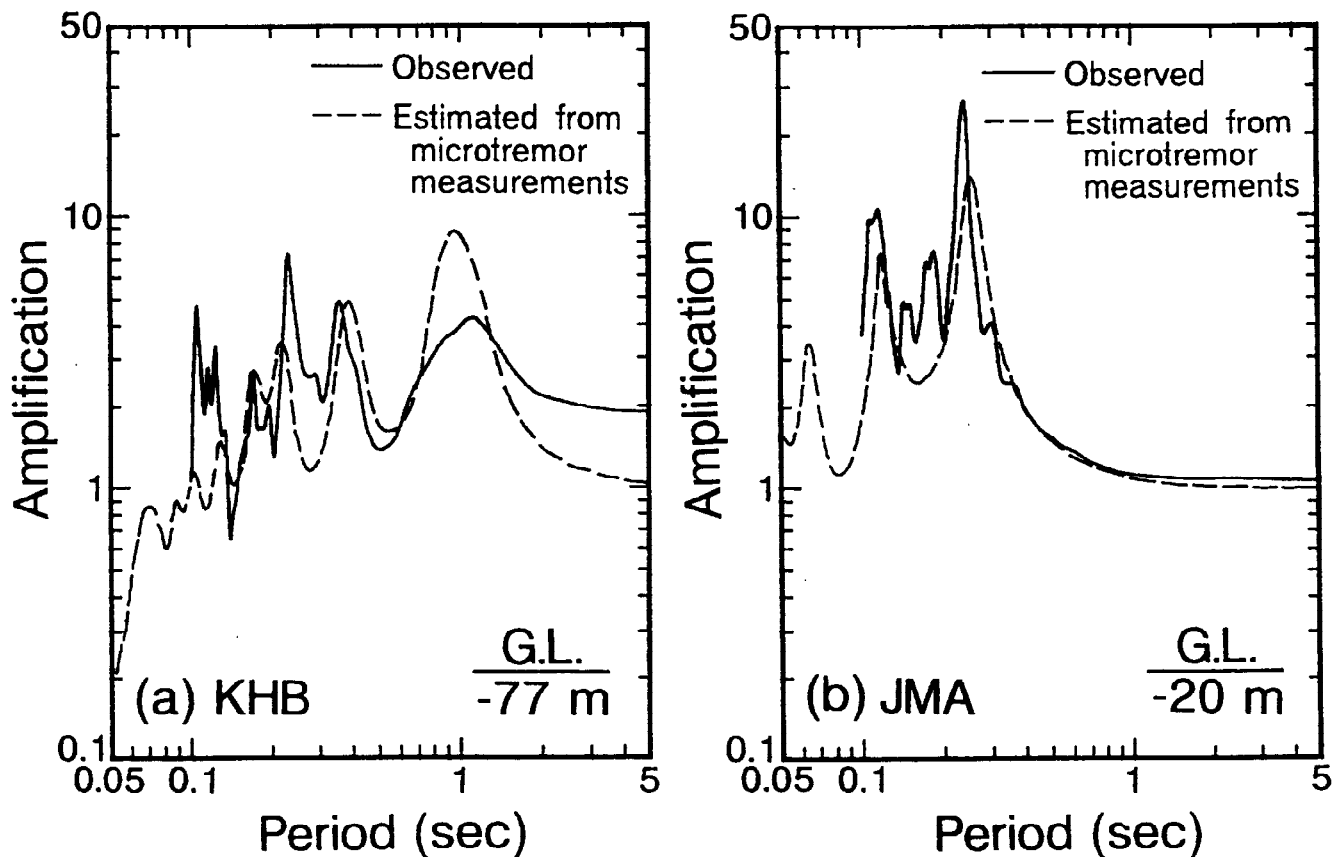 50
10
1
0.1
Amplification
Observed
Estimated from
microtremor
measurements
(a) KHB
G.L.
-77 m
0.05
0.1
1
5
Period (sec)
50
10
1
0.1
Amplification
Observed
Estimated from
microtremor
measurements
(b) JMA
G.L.
-20 m
0.05
0.1
1
5
Period (sec)